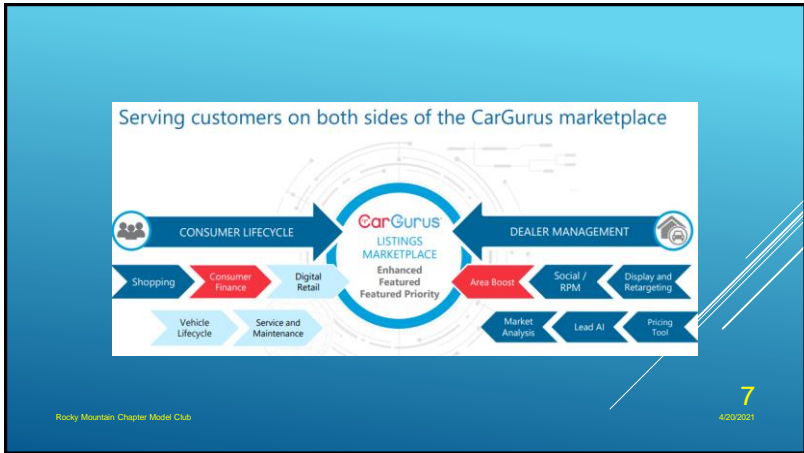 Serving customers on both sides of the CarGurus marketplace
CONSUMER LIFECYCLE
CarGurus
LISTINGS
MARKETPLACE
Enhanced
Featured
Featured Priority
DEALER MANAGEMENT
Shopping
Consumer
Finance
Digital
Retail
Area Boost
Social /
RPM
Display and
Retargeting
Vehicle
Lifecycle
Service and
Maintenance
Market
Analysis
Lead AI
Pricing
Tool
Rocky Mountain Chapter Model Club
7
4/20/2021